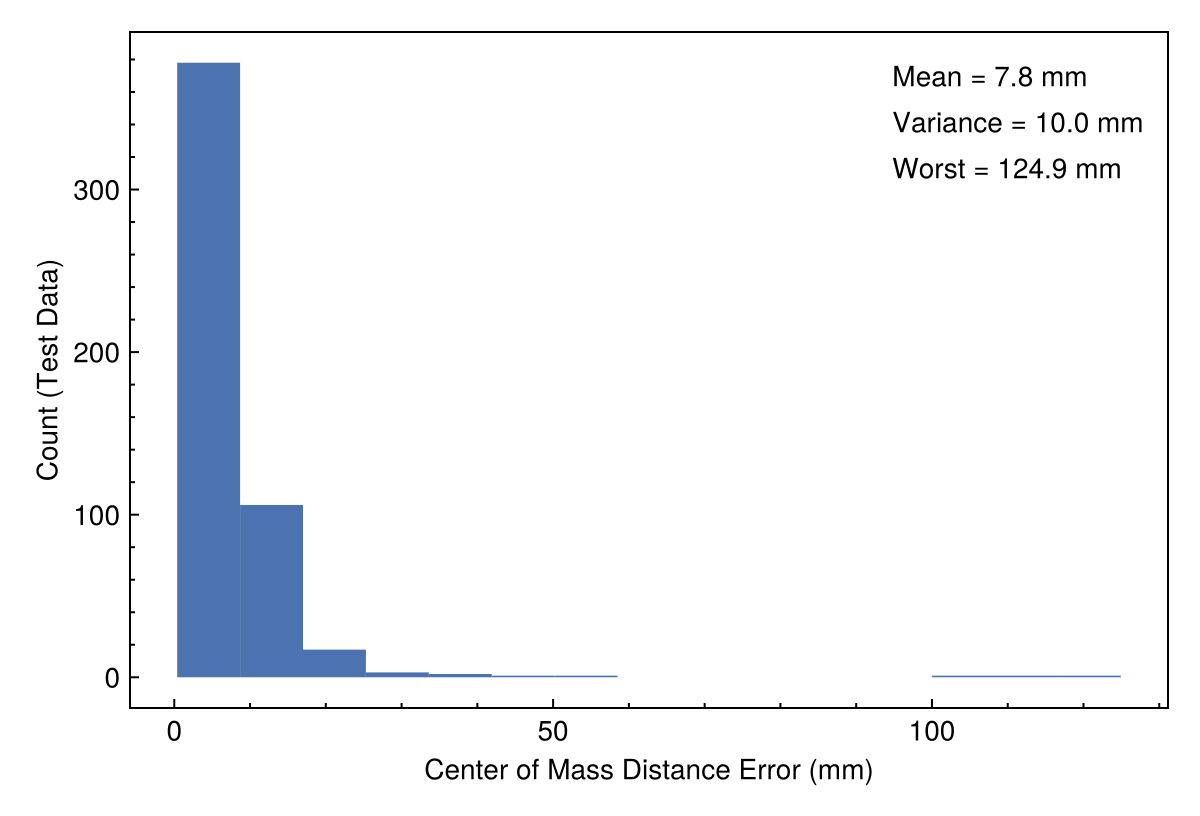 Mean = 7.8 mm
Variance = 10.0 mm
Worst = 124.9 mm
300
200
100
0
Count (Test Data)
0 50 100
Center of Mass Distance Error (mm)